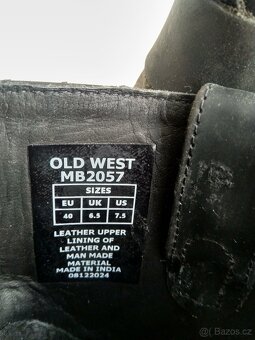 OLD WEST
MB2057
SIZES
EU UK US
40 6.5 7.5
LEATHER UPPER
LINING OF
LEATHER AND
MAN MADE
MATERIAL
MADE IN INDIA
08122024
Bazos.cz